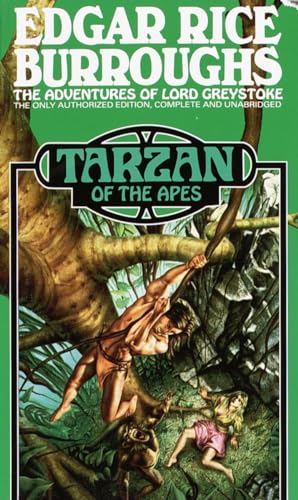 EDGAR RICE
BURROUGHS
THE ADVENTURES OF LORD GREYSTOKE
THE ONLY AUTHORIZED EDITION, COMPLETE AND UNABRIDGED
TARZAN
OF THE APES